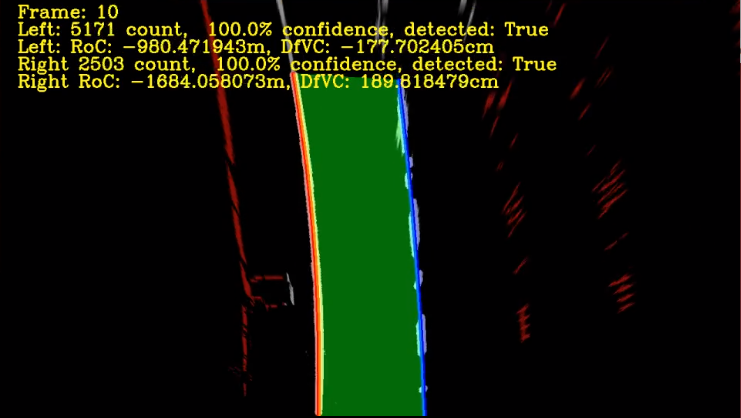 Frame: 10
Left: 5171 count, 100.0% confidence, detected: True
Left: RoC: -980.471943m, DfVC: -177.702405cm
Right 2503 count, 100.0% confidence, detected: True
Right RoC: -1684.058073m, DfVC: 189.818479cm